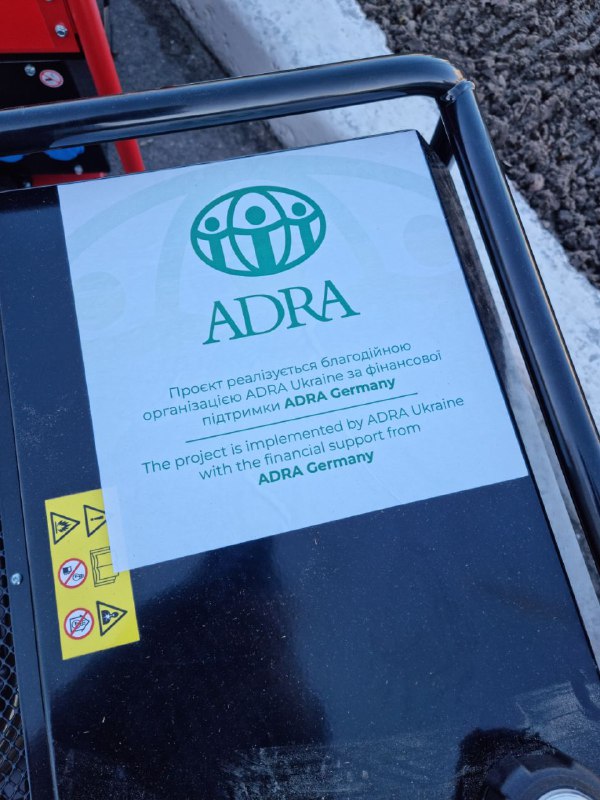 ADRA
Проєкт реалізується благодійною
організацією ADRA Ukraine за фінансової
підтримки ADRA Germany
The project is implemented by ADRA Ukraine
with the financial support from
ADRA Germany